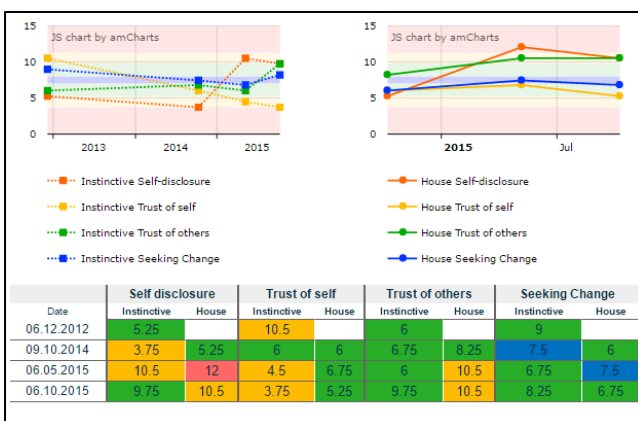 15
JS chart by amCharts
10
5
0
2013 2014 2015
Instinctive Self-disclosure
Instinctive Trust of self
Instinctive Trust of others
Instinctive Seeking Change
15
JS chart by amCharts
10
5
0
2015 Jul
House Self-disclosure
House Trust of self
House Trust of others
House Seeking Change
Self disclosure Trust of self Trust of others Seeking Change
Date Instinctive House Instinctive House Instinctive House Instinctive House
06.12.2012 5.25 10.5 6 9
09.10.2014 3.75 5.25 6 6 6.75 8.25 7.5 6
06.05.2015 10.5 12 4.5 6.75 6 10.5 6.75 7.5
06.10.2015 9.75 10.5 3.75 5.25 9.75 10.5 8.25 6.75